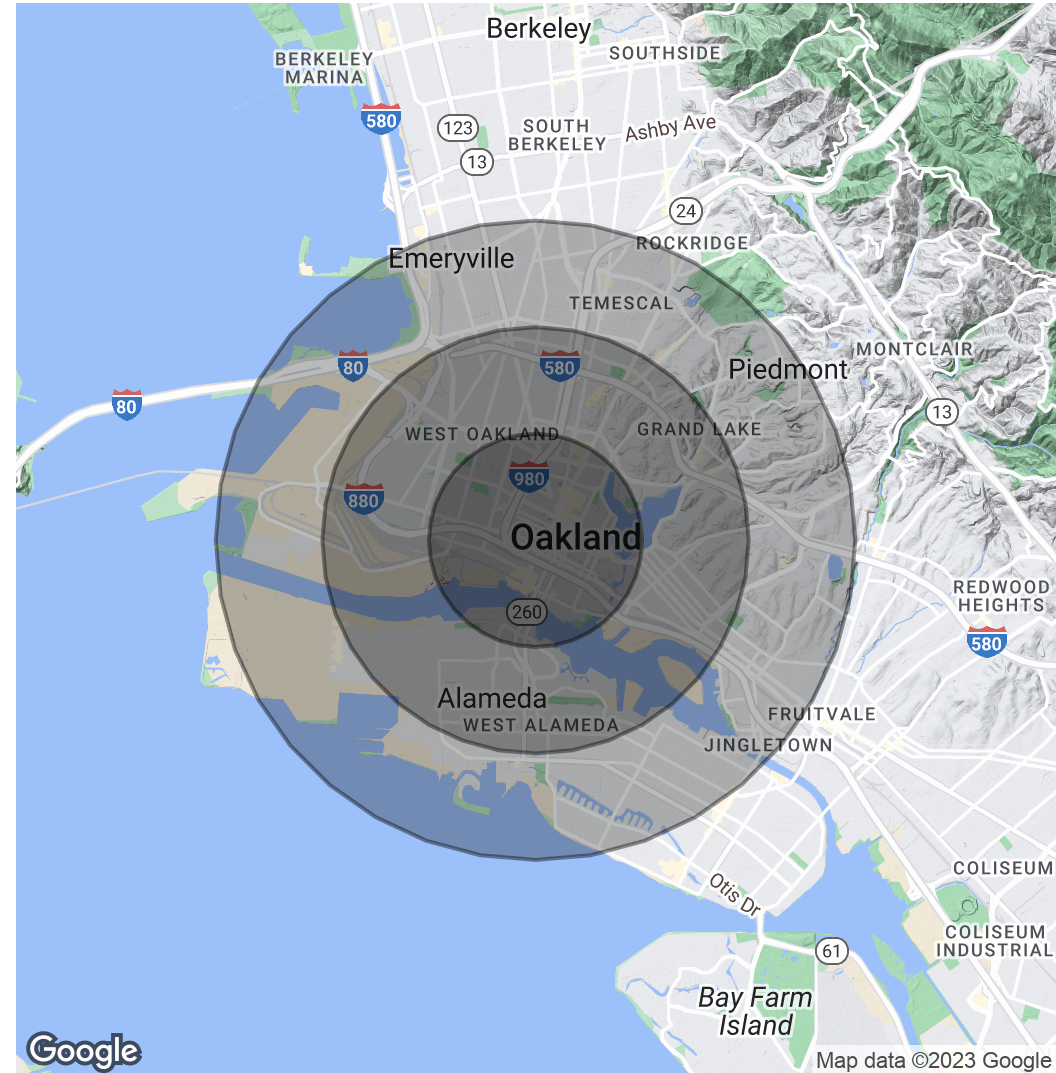 Berkeley
SOUTHSIDE
BERKELEY
MARINA
580
123
SOUTH
BERKELEY
Ashby Ave
13
24
ROCKRIDGE
Emeryville
TEMESCAL
MONTCLAIR
80
580
Piedmont
80
13
WEST OAKLAND
GRAND LAKE
980
880
Oakland
REDWOOD
HEIGHTS
260
580
Alameda
WEST ALAMEDA
FRUITVALE
JINGLETOWN
COLISEUM
Otis Dr
COLISEUM
INDUSTRIAL
61
Bay Farm
Island
Google
Map data ©2023 Google